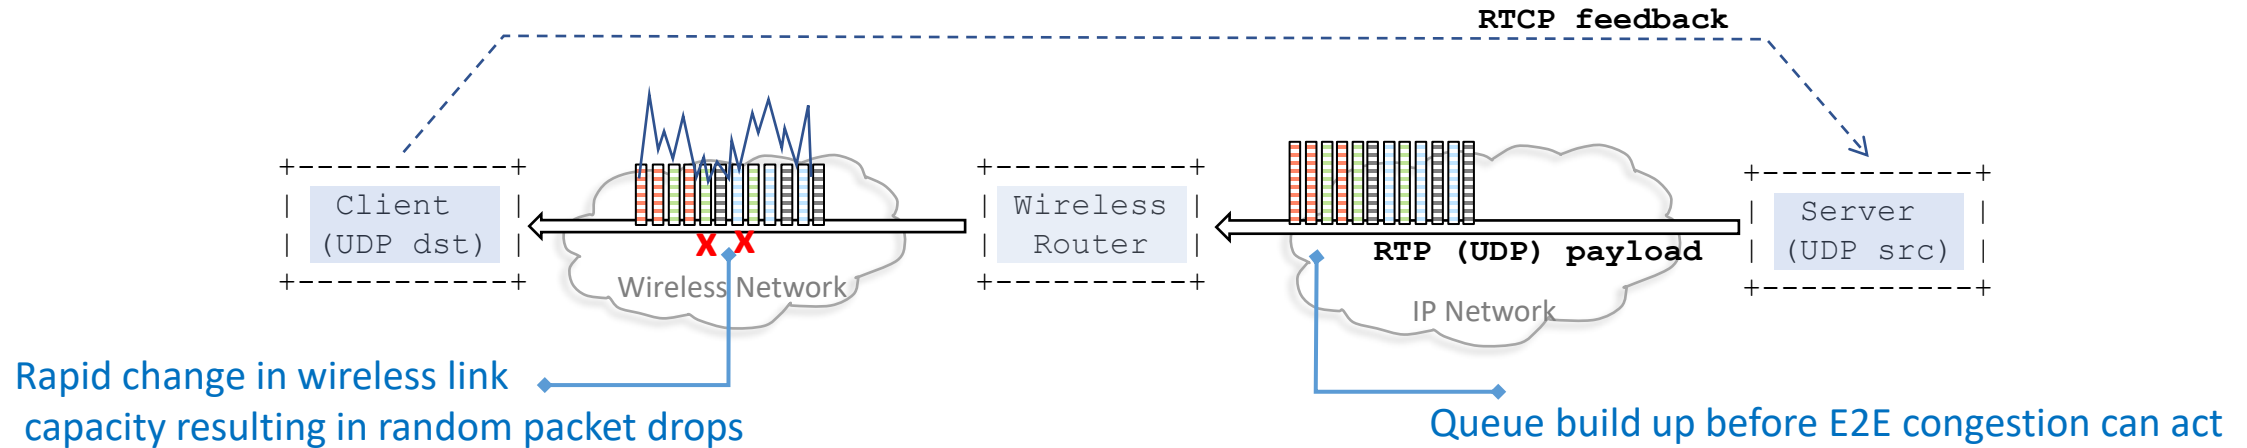 RTCP feedback
+-----------+
| Client |
| (UDP dst) |
+-----------+
X X
Wireless Network
+----------+
| Wireless |
| Router |
+----------+
RTP (UDP) payload
IP Network
+-----------+
| Server |
| (UDP src) |
+-----------+
Rapid change in wireless link
capacity resulting in random packet drops
Queue build up before E2E congestion can act